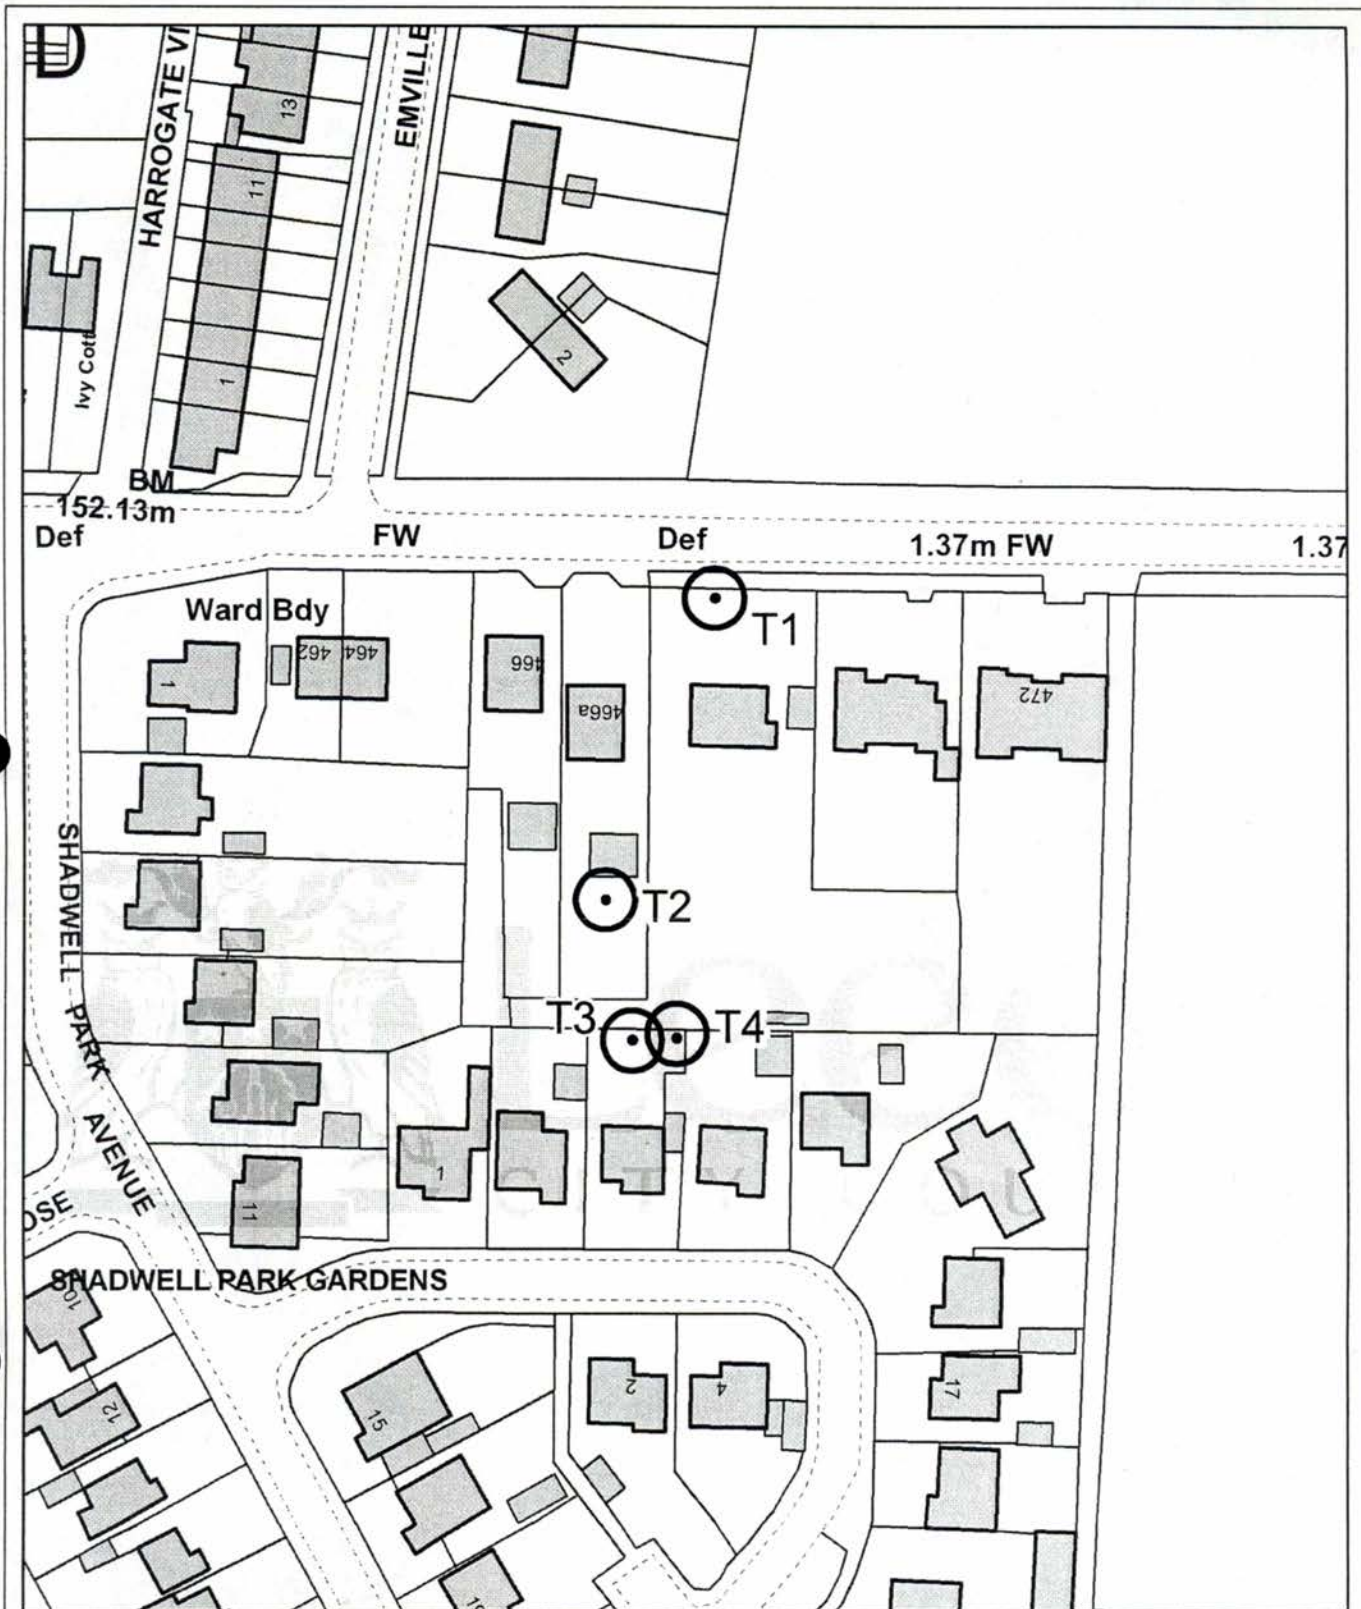 D
HARROGATE VI
EMVILLE
13
11
1
2
Ivy Cott
BM
152.13m
Def
FW
Def
1.37m FW
1.37
Ward Bdy
T1
1
462
464
466
466a
472
T2
T3
T4
SHADWELL PARK AVENUE
1
11
OSE
SHADWELL PARK GARDENS
10
12
15
2
4
17